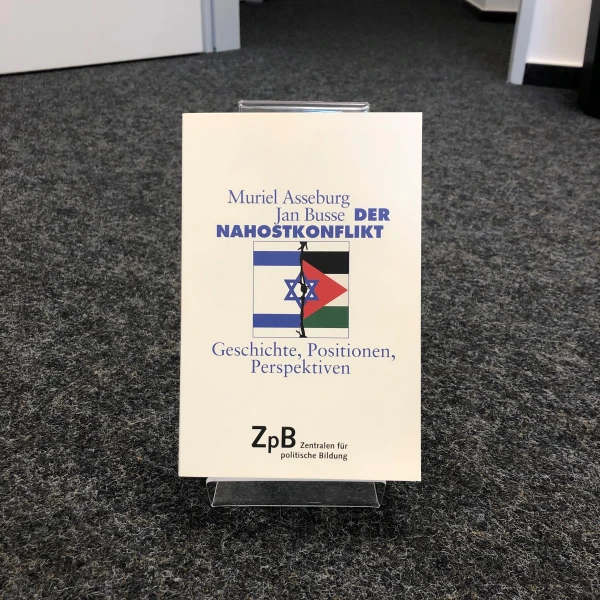 Muriel Asseburg
Jan Busse DER
NAHOSTKONFLIKT
Geschichte, Positionen,
Perspektiven
ZpB Zentralen für
politische Bildung